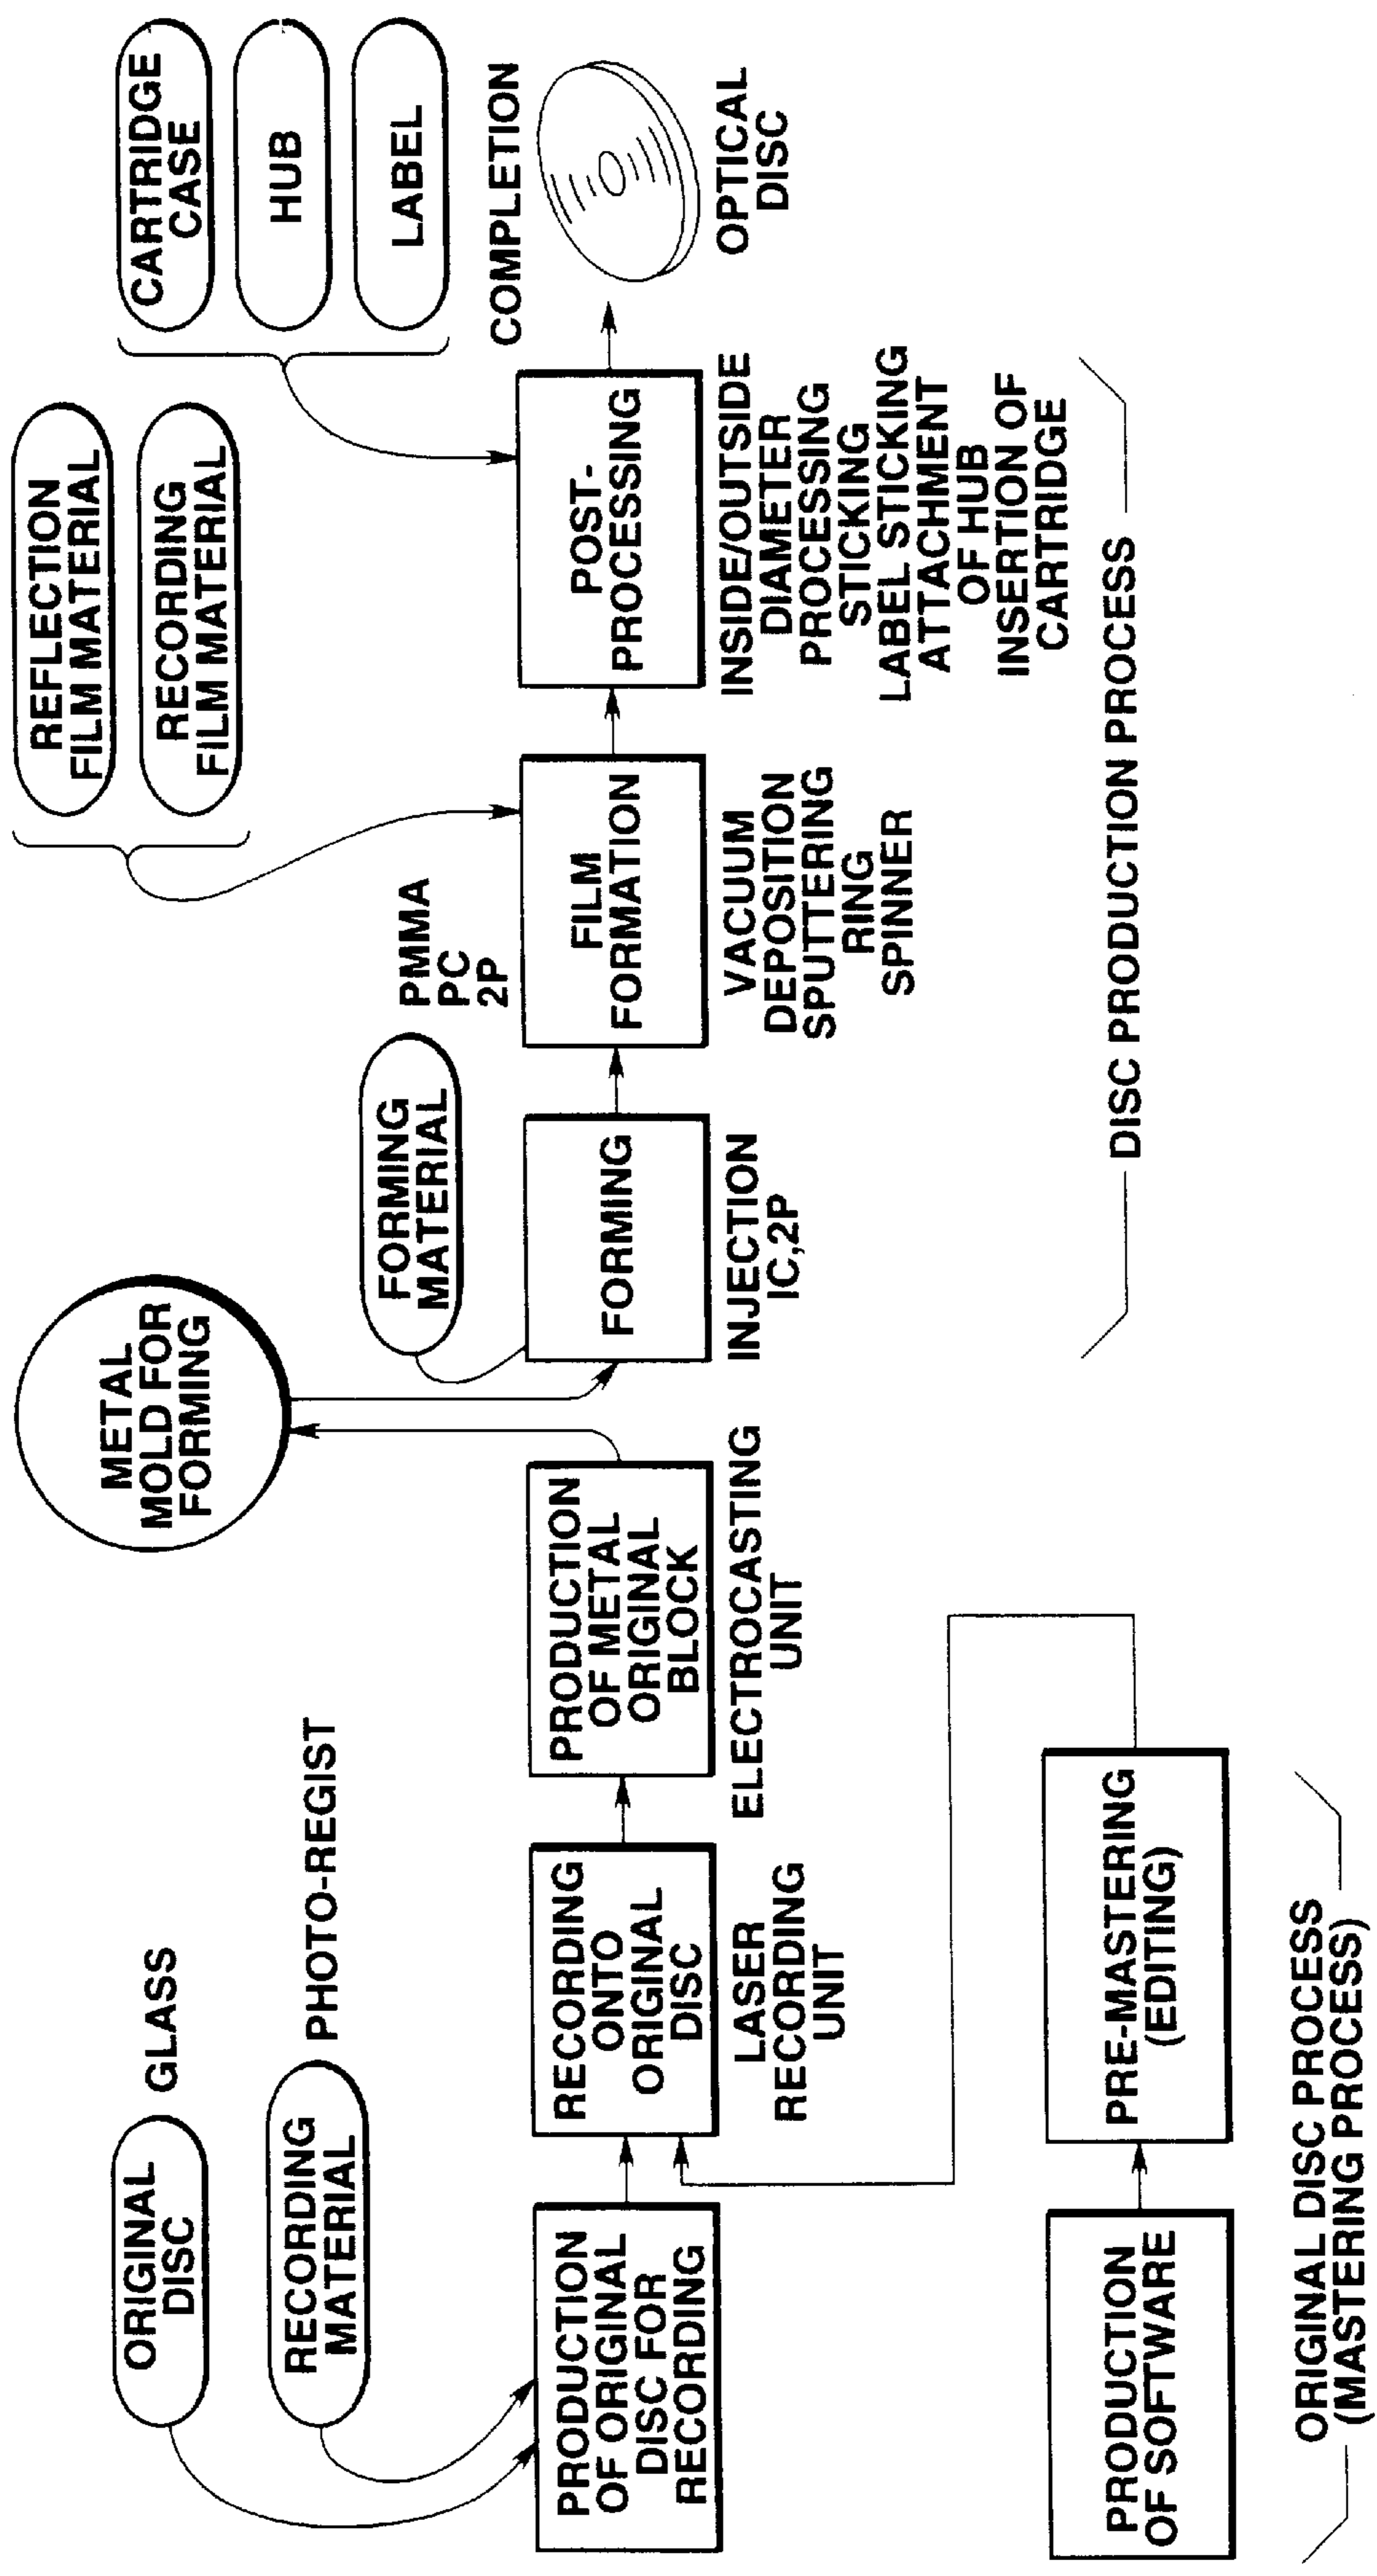 ORIGINAL
DISC
GLASS
RECORDING
MATERIAL
PHOTO-REGIST
PRODUCTION
OF ORIGINAL
DISC FOR
RECORDING
RECORDING
ONTO
ORIGINAL
DISC
LASER
RECORDING
UNIT
PRODUCTION
OF METAL
ORIGINAL
BLOCK
ELECTROCASTING
UNIT
METAL
MOLD FOR
FORMING
FORMING
MATERIAL
PMMA
PC
2P
FORMING
INJECTION
IC,2P
REFLECTION
FILM MATERIAL
RECORDING
FILM MATERIAL
FILM
FORMATION
VACUUM
DEPOSITION
SPUTTERING
RING
SPINNER
CARTRIDGE
CASE
HUB
LABEL
POST-
PROCESSING
INSIDE/OUTSIDE
DIAMETER
PROCESSING
STICKING
LABEL STICKING
ATTACHMENT
OF HUB
INSERTION OF
CARTRIDGE
COMPLETION
OPTICAL
DISC
DISC PRODUCTION PROCESS
PRODUCTION
OF SOFTWARE
PRE-MASTERING
(EDITING)
ORIGINAL DISC PROCESS
(MASTERING PROCESS)